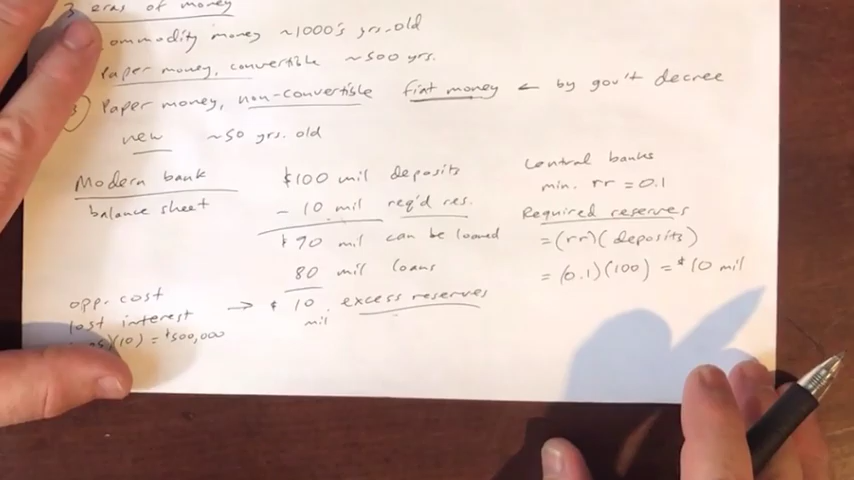 3 eras of money
ommodity money ~1000's yrs. old
Paper money, convertible ~500 yrs.
3 Paper money, non-convertible fiat money ← by gov't decree
new ~50 yrs. old
Modern bank
balance sheet
$100 mil deposits
- 10 mil req'd res.
$90 mil can be loaned
80 mil loans
→ $ 10 excess reserves
mil
Central banks
min. rr = 0.1
Required reserves
= (rr)(deposits)
= (0.1)(100) = $10 mil
opp. cost
lost interest
)(10) = $500,000